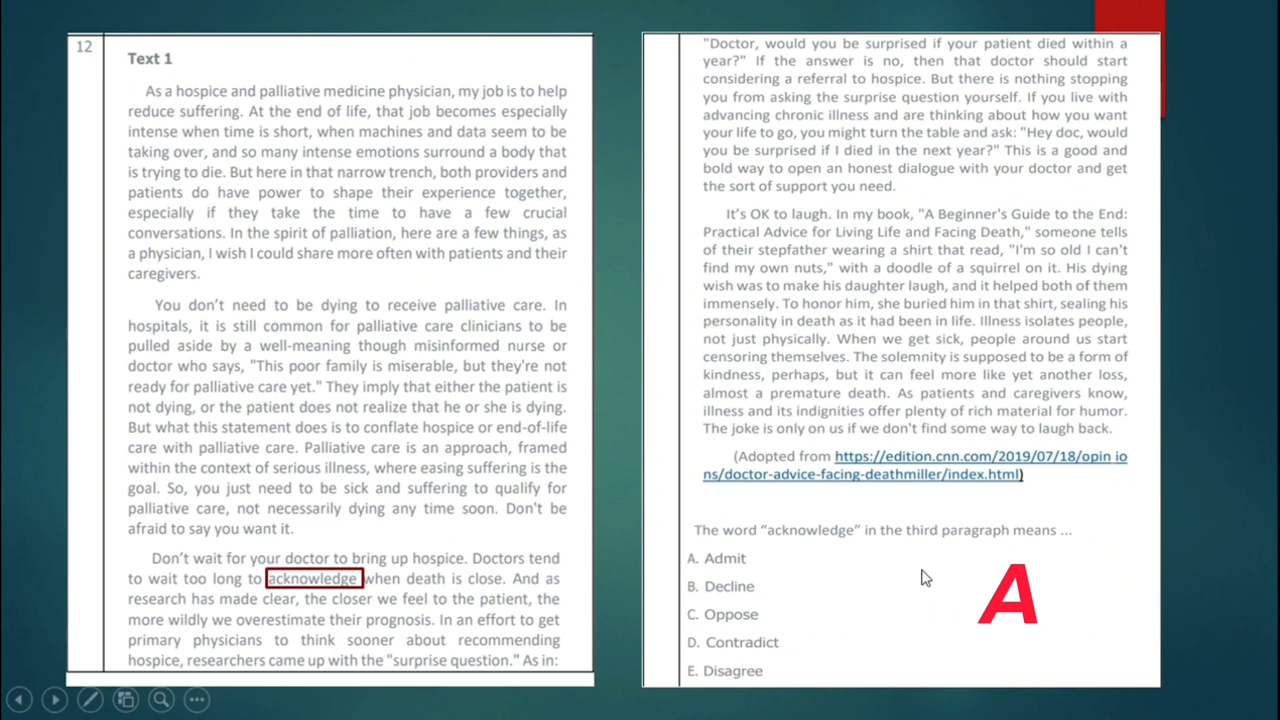 12
Text 1
As a hospice and palliative medicine physician, my job is to help
reduce suffering. At the end of life, that job becomes especially
intense when time is short, when machines and data seem to be
taking over, and so many intense emotions surround a body that
is trying to die. But here in that narrow trench, both providers and
patients do have power to shape their experience together,
especially if they take the time to have a few crucial
conversations. In the spirit of palliation, here are a few things, as
a physician, I wish I could share more often with patients and their
caregivers.
You don't need to be dying to receive palliative care. In
hospitals, it is still common for palliative care clinicians to be
pulled aside by a well-meaning though misinformed nurse or
doctor who says, "This poor family is miserable, but they're not
ready for palliative care yet." They imply that either the patient is
not dying, or the patient does not realize that he or she is dying.
But what this statement does is to conflate hospice or end-of-life
care with palliative care. Palliative care is an approach, framed
within the context of serious illness, where easing suffering is the
goal. So, you just need to be sick and suffering to qualify for
palliative care, not necessarily dying any time soon. Don't be
afraid to say you want it.
Don't wait for your doctor to bring up hospice. Doctors tend
to wait too long to acknowledge when death is close. And as
research has made clear, the closer we feel to the patient, the
more wildly we overestimate their prognosis. In an effort to get
primary physicians to think sooner about recommending
hospice, researchers came up with the "surprise question." As in:
"Doctor, would you be surprised if your patient died within a
year?" If the answer is no, then that doctor should start
considering a referral to hospice. But there is nothing stopping
you from asking the surprise question yourself. If you live with
advancing chronic illness and are thinking about how you want
your life to go, you might turn the table and ask: "Hey doc, would
you be surprised if I died in the next year?" This is a good and
bold way to open an honest dialogue with your doctor and get
the sort of support you need.
It's OK to laugh. In my book, "A Beginner's Guide to the End:
Practical Advice for Living Life and Facing Death," someone tells
of their stepfather wearing a shirt that read, "I'm so old I can't
find my own nuts," with a doodle of a squirrel on it. His dying
wish was to make his daughter laugh, and it helped both of them
immensely. To honor him, she buried him in that shirt, sealing his
personality in death as it had been in life. Illness isolates people,
not just physically. When we get sick, people around us start
censoring themselves. The solemnity is supposed to be a form of
kindness, perhaps, but it can feel more like yet another loss,
almost a premature death. As patients and caregivers know,
illness and its indignities offer plenty of rich material for humor.
The joke is only on us if we don't find some way to laugh back.
(Adopted from https://edition.cnn.com/2019/07/18/opin io
ns/doctor-advice-facing-deathmiller/index.html)
The word “acknowledge” in the third paragraph means ...
A. Admit
B. Decline
C. Oppose
D. Contradict
E. Disagree
A